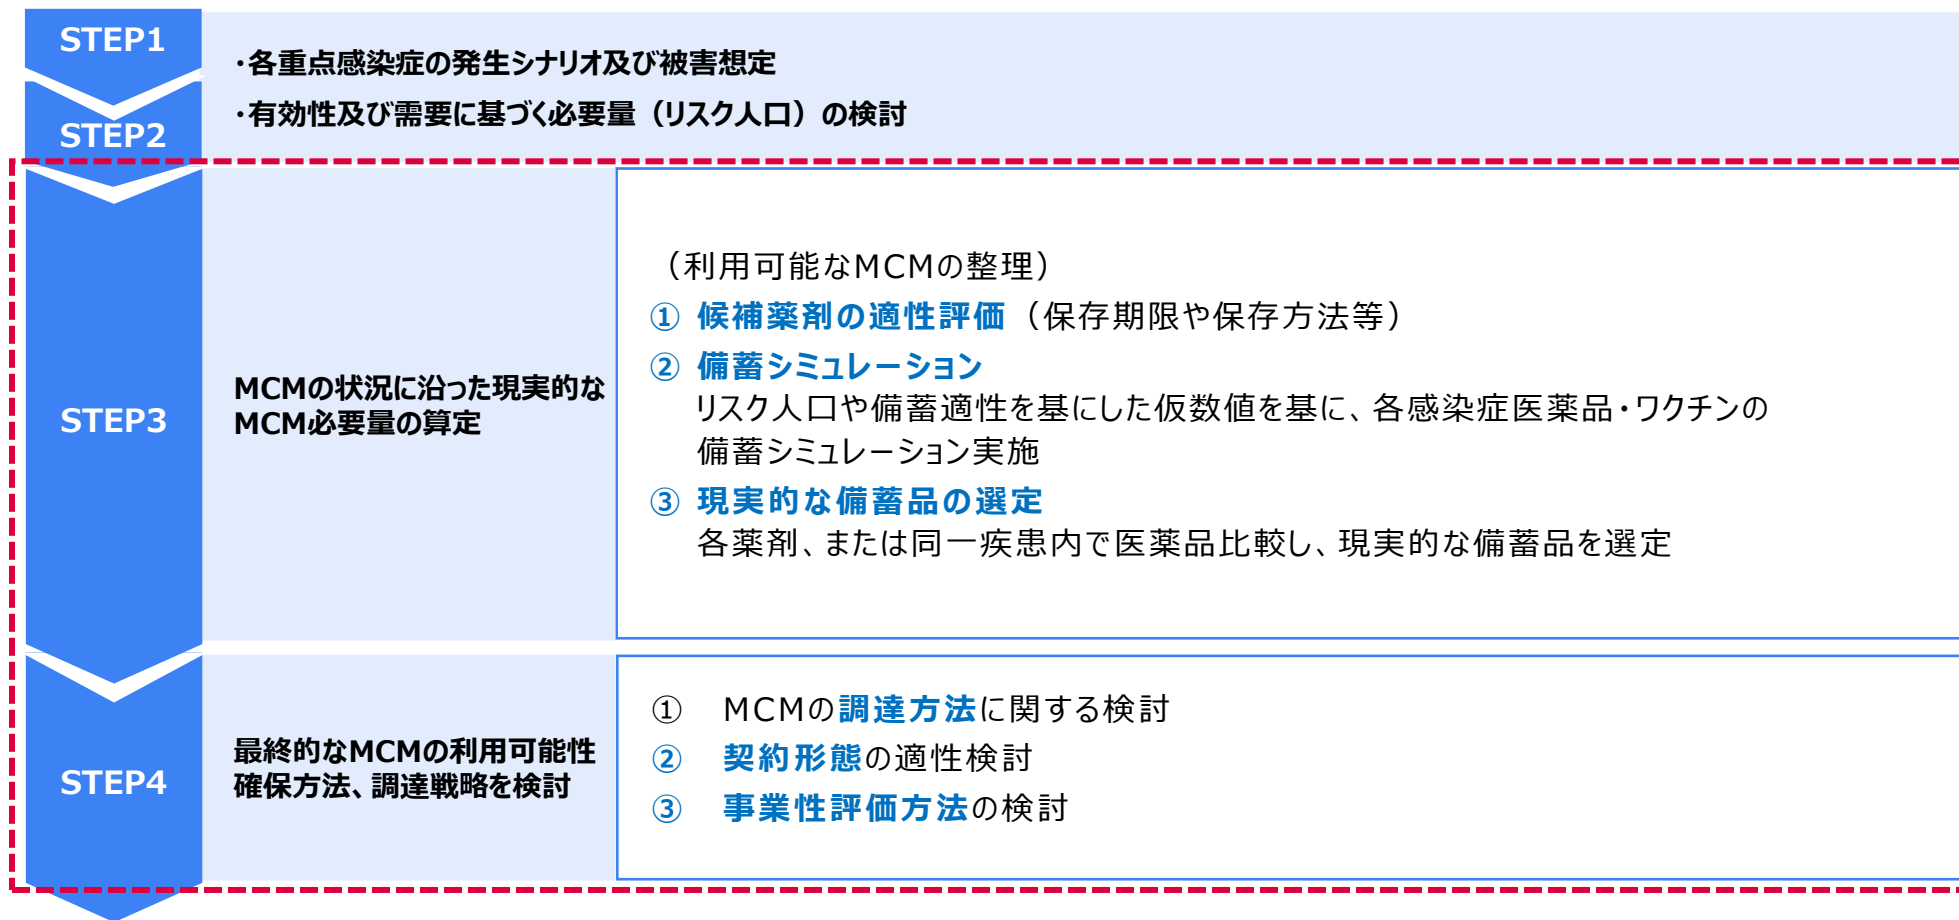 STEP1
・各重点感染症の発生シナリオ及び被害想定
・有効性及び需要に基づく必要量（リスク人口）の検討
STEP2
STEP3
MCMの状況に沿った現実的な
MCM必要量の算定
（利用可能なMCMの整理）
① 候補薬剤の適性評価（保存期限や保存方法等）
② 備蓄シミュレーション
リスク人口や備蓄適性を基にした仮数値を基に、各感染症医薬品・ワクチンの
備蓄シミュレーション実施
③ 現実的な備蓄品の選定
各薬剤、または同一疾患内で医薬品比較し、現実的な備蓄品を選定
STEP4
最終的なMCMの利用可能性
確保方法、調達戦略を検討
① MCMの調達方法に関する検討
② 契約形態の適性検討
③ 事業性評価方法の検討